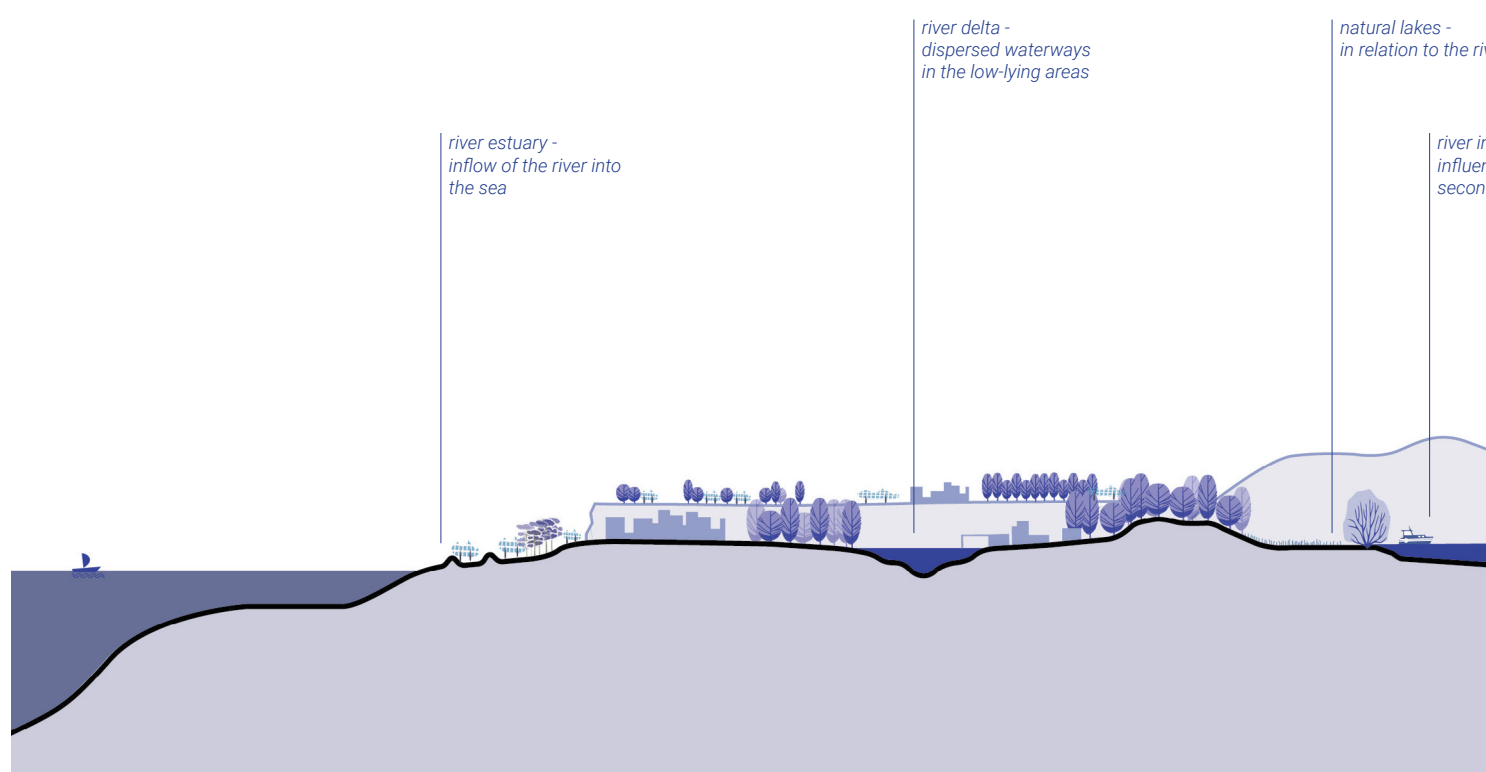 river delta -
dispersed waterways
in the low-lying areas
natural lakes -
in relation to the
river estuary -
inflow of the river into
the sea
river